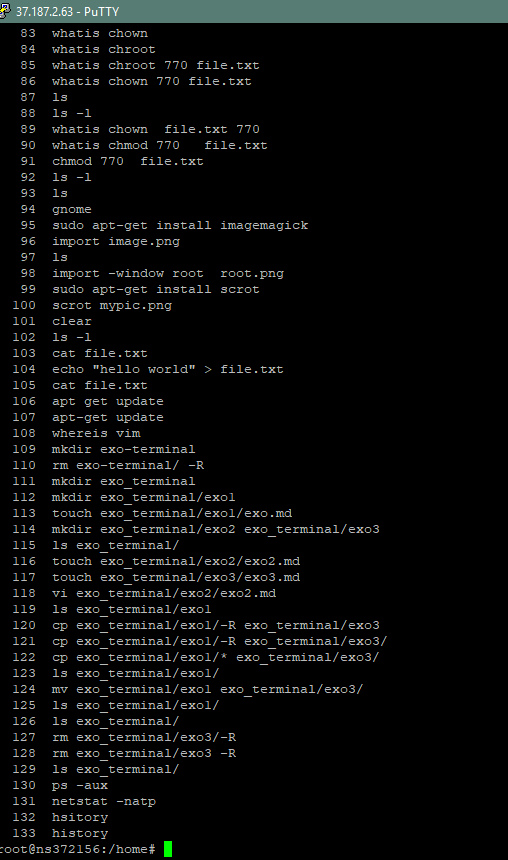 37.187.2.63 - PuTTY
83 whatis chown
84 whatis chroot
85 whatis chroot 770 file.txt
86 whatis chown 770 file.txt
87 ls
88 ls -l
89 whatis chown  file.txt 770
90 whatis chmod 770   file.txt
91 chmod 770  file.txt
92 ls -l
93 ls
94 gnome
95 sudo apt-get install imagemagick
96 import image.png
97 ls
98 import -window root  root.png
99 sudo apt-get install scrot
100 scrot mypic.png
101 clear
102 ls -l
103 cat file.txt
104 echo "hello world" > file.txt
105 cat file.txt
106 apt get update
107 apt-get update
108 whereis vim
109 mkdir exo-terminal
110 rm exo-terminal/ -R
111 mkdir exo_terminal
112 mkdir exo_terminal/exo1
113 touch exo_terminal/exo1/exo.md
114 mkdir exo_terminal/exo2 exo_terminal/exo3
115 ls exo_terminal/
116 touch exo_terminal/exo2/exo2.md
117 touch exo_terminal/exo3/exo3.md
118 vi exo_terminal/exo2/exo2.md
119 ls exo_terminal/exo1
120 cp exo_terminal/exo1/-R exo_terminal/exo3
121 cp exo_terminal/exo1/-R exo_terminal/exo3/
122 cp exo_terminal/exo1/* exo_terminal/exo3/
123 ls exo_terminal/exo1/
124 mv exo_terminal/exo1 exo_terminal/exo3/
125 ls exo_terminal/exo1/
126 ls exo_terminal/
127 rm exo_terminal/exo3/-R
128 rm exo_terminal/exo3 -R
129 ls exo_terminal/
130 ps -aux
131 netstat -natp
132 hsitory
133 history
root@ns372156:/home#